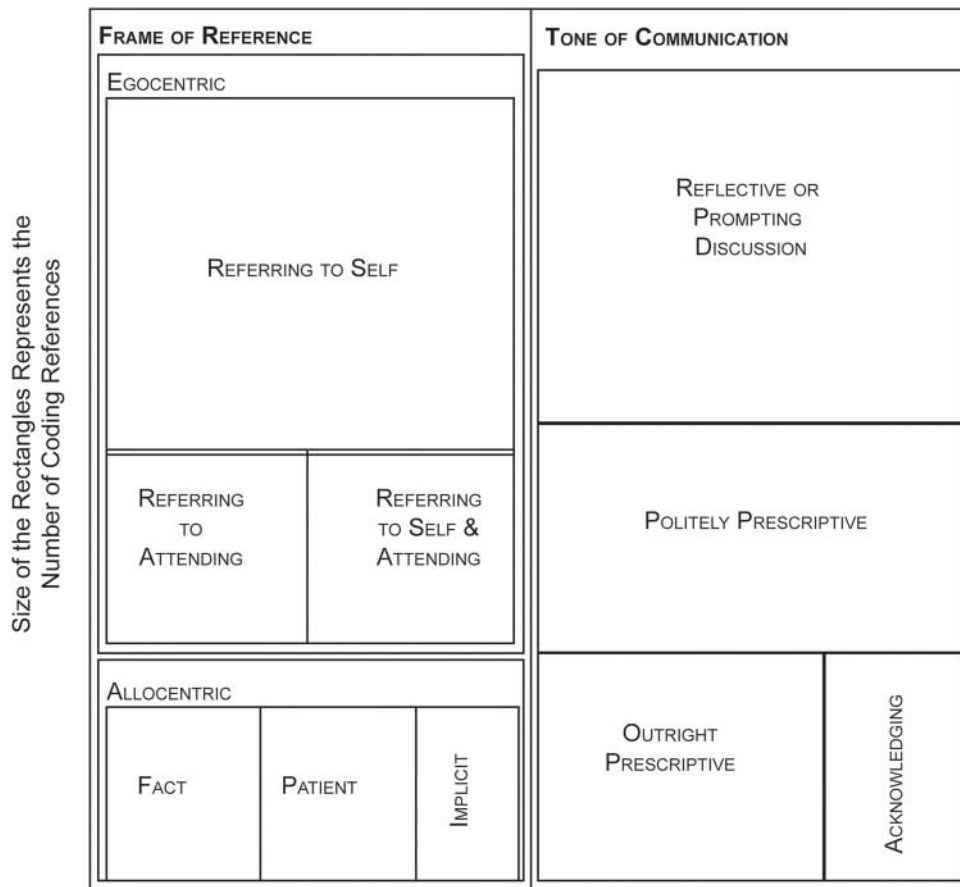 Size of the Rectangles Represents the
Number of Coding References
FRAME OF REFERENCE
EGOCENTRIC
REFERRING TO SELF
REFERRING
TO
ATTENDING
REFERRING
TO SELF &
ATTENDING
ALLOCENTRIC
FACT
PATIENT
IMPLICIT
TONE OF COMMUNICATION
REFLECTIVE OR
PROMPTING
DISCUSSION
POLITELY PRESCRIPTIVE
OUTRIGHT
PRESCRIPTIVE
ACKNOWLEDGING